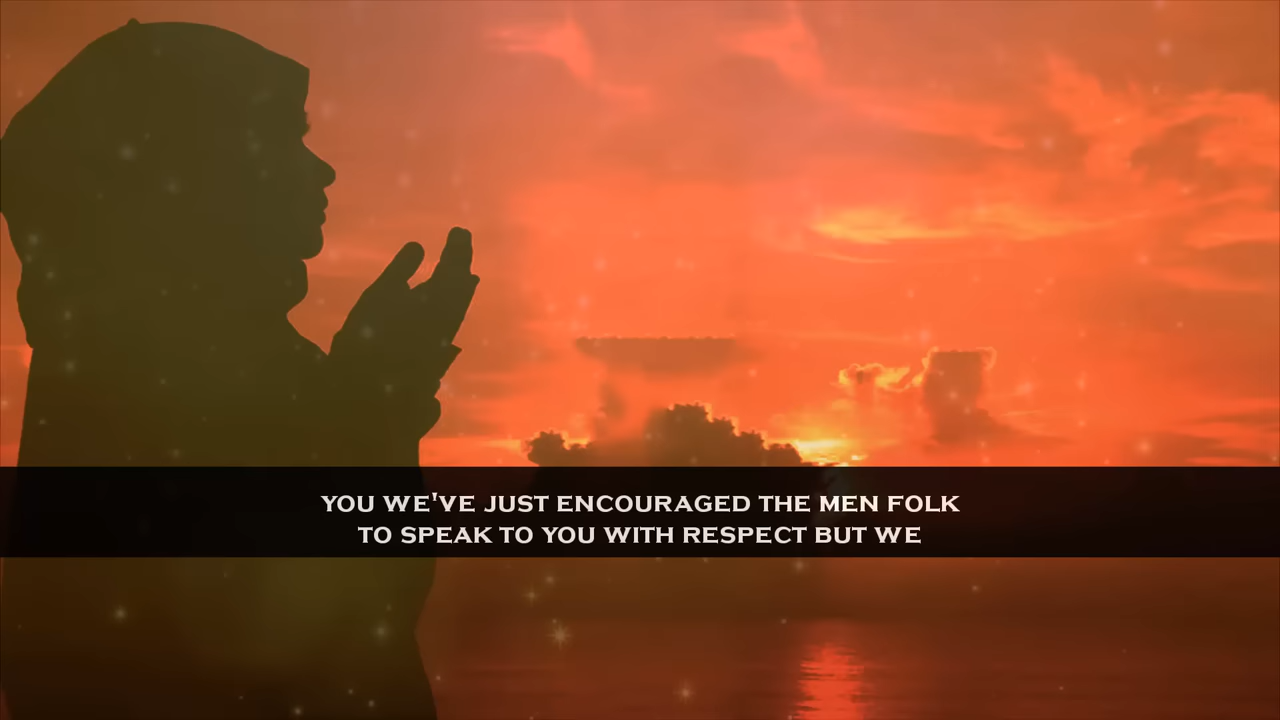 YOU WE'VE JUST ENCOURAGED THE MEN FOLK
TO SPEAK TO YOU WITH RESPECT BUT WE